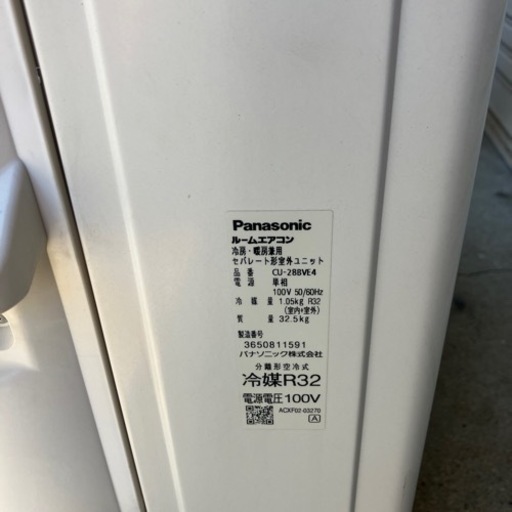 Panasonic
ルームエアコン
冷房・暖房兼用
セパレート形室外ユニット
品番 CU-288VE4
電源 単相
100V 50/60Hz
冷媒量 1.05kg R32
(室内+室外)
質量 32.5kg
製造番号
3650811591
パナソニック株式会社
分離形空冷式
冷媒R32
電源電圧100V
ACXF02-03270
A